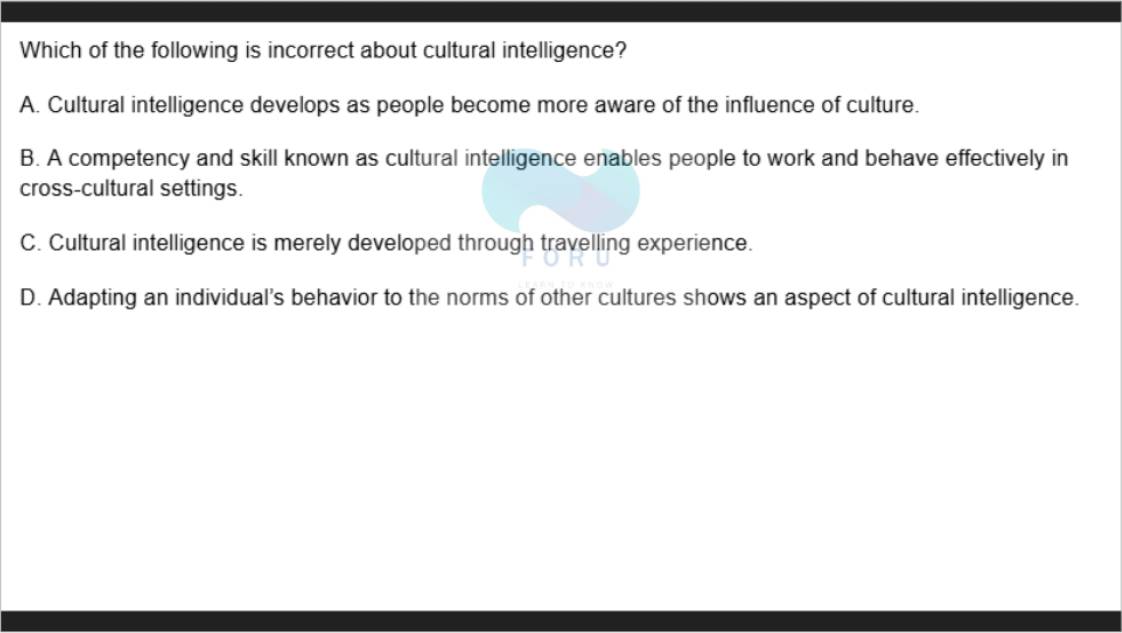 Which of the following is incorrect about cultural intelligence?
A. Cultural intelligence develops as people become more aware of the influence of culture.
B. A competency and skill known as cultural intelligence enables people to work and behave effectively in
cross-cultural settings.
C. Cultural intelligence is merely developed through travelling experience.
FORU
LEARN TO KNOW
D. Adapting an individual's behavior to the norms of other cultures shows an aspect of cultural intelligence.